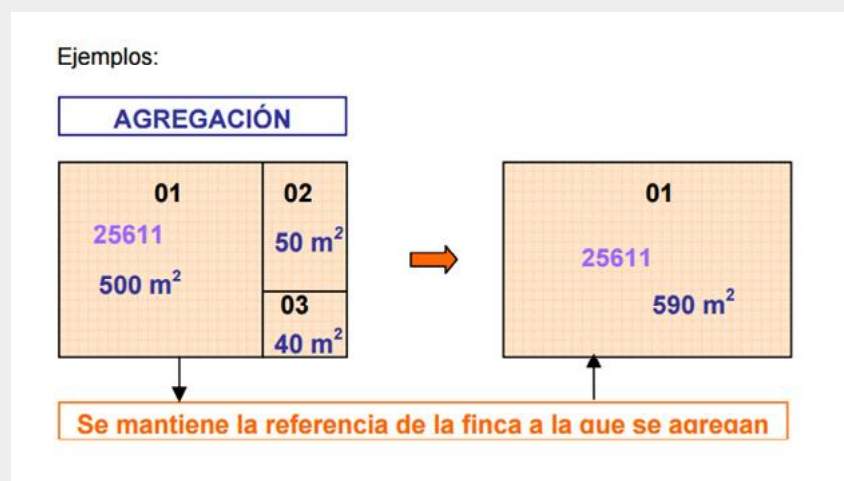 Ejemplos:
AGREGACIÓN
01
02
25611
50 m²
500 m²
03
40 m²
01
25611
590 m²
Se mantiene la referencia de la finca a la que se agregan